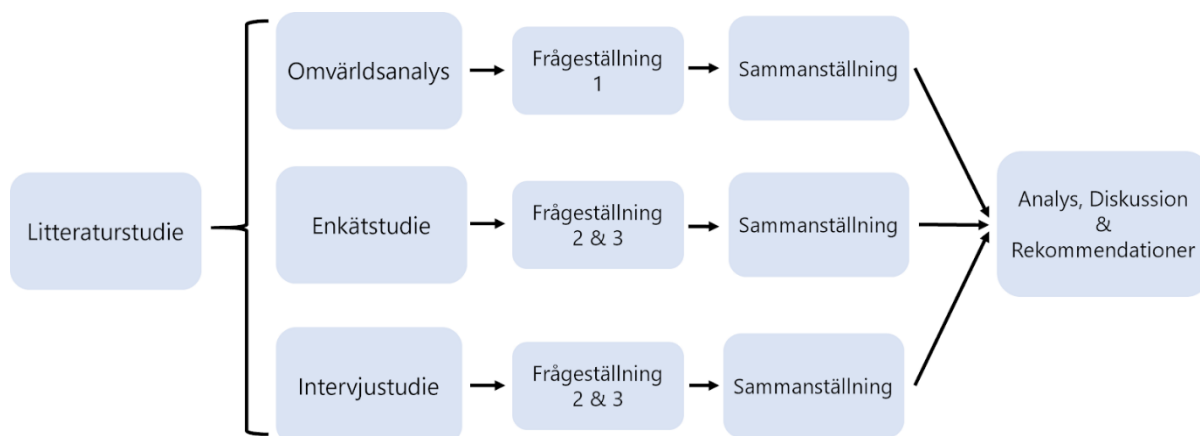 Litteraturstudie
Omvärldsanalys
Frågeställning
1
Sammanställning
Enkätstudie
Frågeställning
2 & 3
Sammanställning
Intervjustudie
Frågeställning
2 & 3
Sammanställning
Analys, Diskussion
&
Rekommendationer